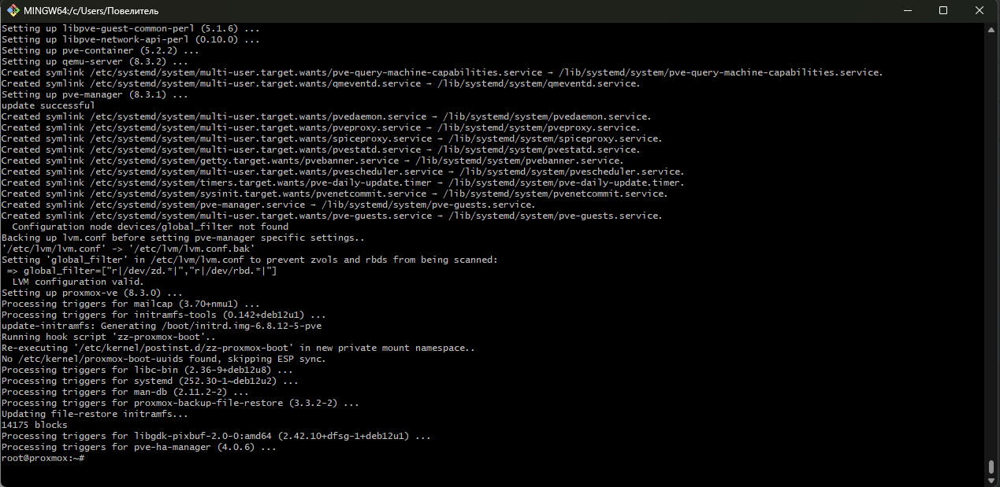 MINGW64:/c/Users/Повелитель
Setting up libpve-guest-common-perl (5.1.6) ...
Setting up libpve-network-api-perl (0.10.0) ...
Setting up pve-container (5.2.2) ...
Setting up qemu-server (8.3.2) ...
Created symlink /etc/systemd/system/multi-user.target.wants/pve-query-machine-capabilities.service → /lib/systemd/system/pve-query-machine-capabilities.service.
Created symlink /etc/systemd/system/multi-user.target.wants/qmeventd.service → /lib/systemd/system/qmeventd.service.
Setting up pve-manager (8.3.1) ...
update successful
Created symlink /etc/systemd/system/multi-user.target.wants/pvedaemon.service → /lib/systemd/system/pvedaemon.service.
Created symlink /etc/systemd/system/multi-user.target.wants/pveproxy.service → /lib/systemd/system/pveproxy.service.
Created symlink /etc/systemd/system/multi-user.target.wants/spiceproxy.service → /lib/systemd/system/spiceproxy.service.
Created symlink /etc/systemd/system/multi-user.target.wants/pvestatd.service → /lib/systemd/system/pvestatd.service.
Created symlink /etc/systemd/system/getty.target.wants/pvebanner.service → /lib/systemd/system/pvebanner.service.
Created symlink /etc/systemd/system/multi-user.target.wants/pvescheduler.service → /lib/systemd/system/pvescheduler.service.
Created symlink /etc/systemd/system/timers.target.wants/pve-daily-update.timer → /lib/systemd/system/pve-daily-update.timer.
Created symlink /etc/systemd/system/sysinit.target.wants/pvenetcommit.service → /lib/systemd/system/pvenetcommit.service.
Created symlink /etc/systemd/system/pve-manager.service → /lib/systemd/system/pve-guests.service.
Created symlink /etc/systemd/system/multi-user.target.wants/pve-guests.service → /lib/systemd/system/pve-guests.service.
Configuration node devices/global_filter not found
Backing up lvm.conf before setting pve-manager specific settings..
'/etc/lvm/lvm.conf' -> '/etc/lvm/lvm.conf.bak'
Setting 'global_filter' in /etc/lvm/lvm.conf to prevent zvols and rbds from being scanned:
=> global_filter=["r|/dev/zd.*|","r|/dev/rbd.*|"]
LVM configuration valid.
Setting up proxmox-ve (8.3.0) ...
Processing triggers for mailcap (3.70+nmu1) ...
Processing triggers for initramfs-tools (0.142+deb12u1) ...
update-initramfs: Generating /boot/initrd.img-6.8.12-5-pve
Running hook script 'zz-proxmox-boot'..
Re-executing '/etc/kernel/postinst.d/zz-proxmox-boot' in new private mount namespace..
No /etc/kernel/proxmox-boot-uuids found, skipping ESP sync.
Processing triggers for libc-bin (2.36-9+deb12u8) ...
Processing triggers for systemd (252.30-1~deb12u2) ...
Processing triggers for man-db (2.11.2-2) ...
Processing triggers for proxmox-backup-file-restore (3.3.2-2) ...
Updating file-restore initramfs...
14175 blocks
Processing triggers for libgdk-pixbuf-2.0-0:amd64 (2.42.10+dfsg-1+deb12u1) ...
Processing triggers for pve-ha-manager (4.0.6) ...
root@proxmox:~#